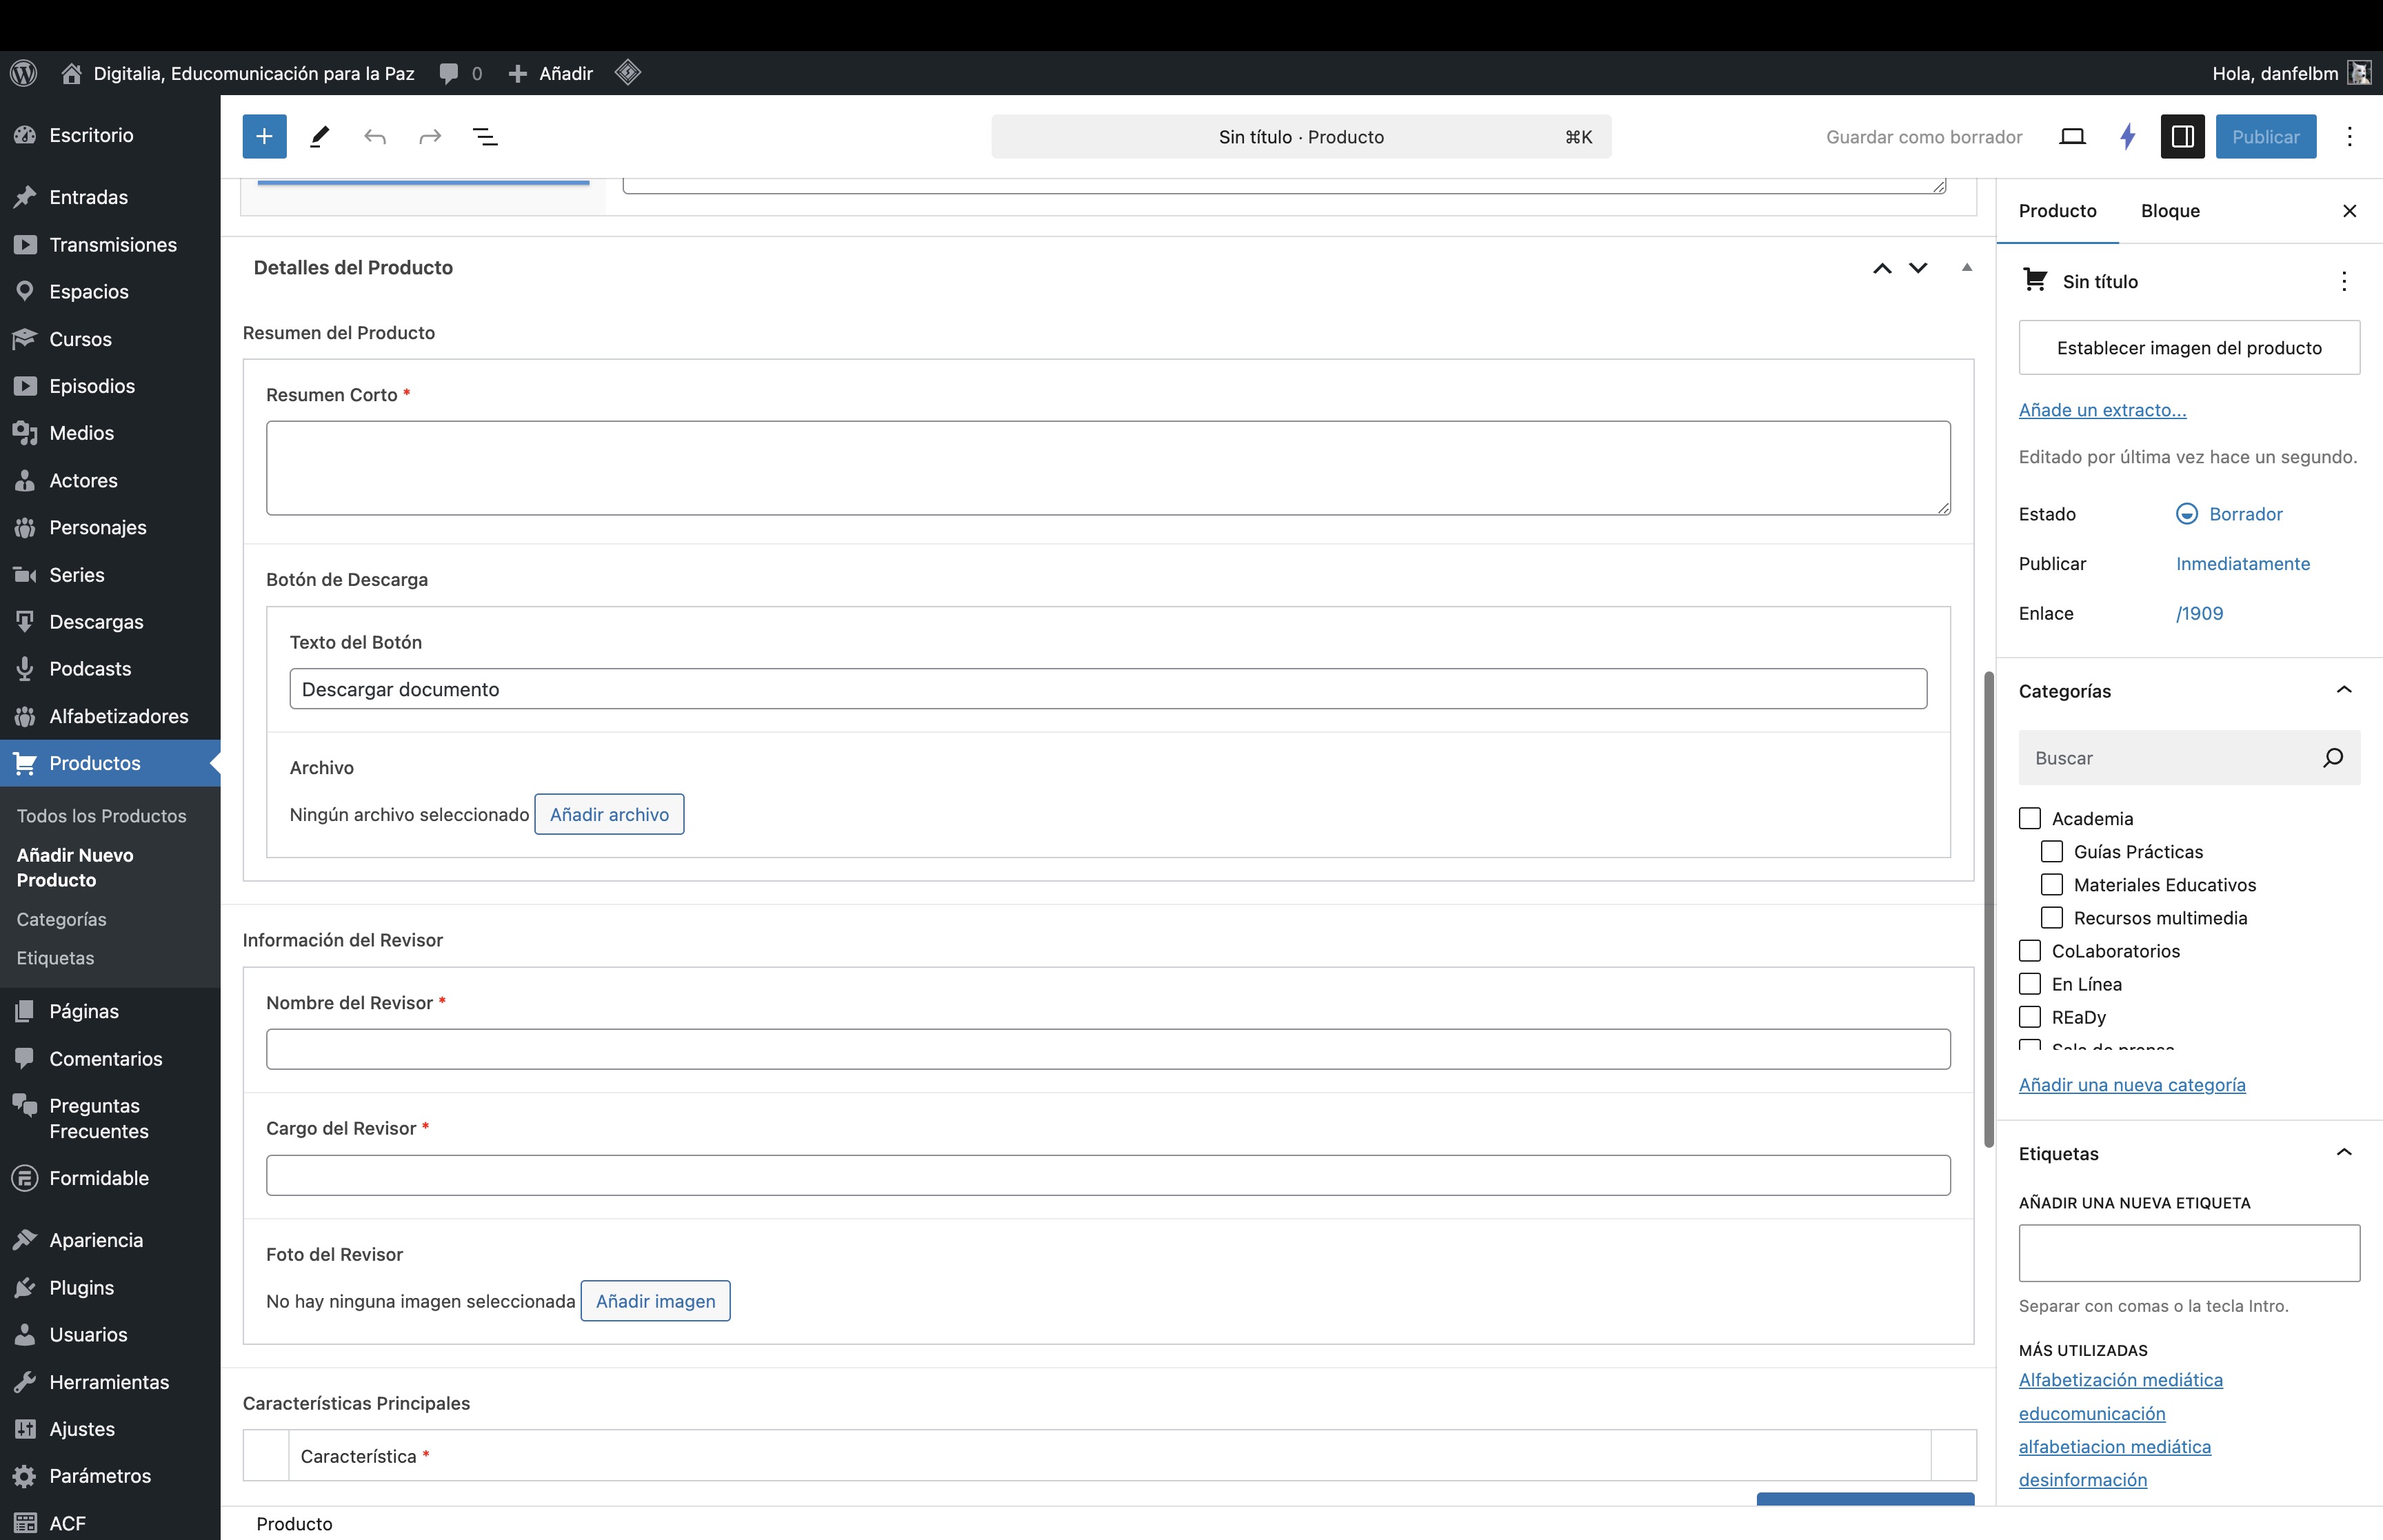 Digitalia, Educomunicación para la Paz
0
Añadir
Hola, danfelbm
Escritorio
Entradas
Transmisiones
Espacios
Cursos
Episodios
Medios
Actores
Personajes
Series
Descargas
Podcasts
Alfabetizadores
Productos
Todos los Productos
Añadir Nuevo
Producto
Categorías
Etiquetas
Páginas
Comentarios
Preguntas
Frecuentes
Formidable
Apariencia
Plugins
Usuarios
Herramientas
Ajustes
Parámetros
ACF
Sin título · Producto
⌘K
Guardar como borrador
Publicar
Detalles del Producto
Resumen del Producto
Resumen Corto *
Botón de Descarga
Texto del Botón
Descargar documento
Archivo
Ningún archivo seleccionado
Añadir archivo
Información del Revisor
Nombre del Revisor *
Cargo del Revisor *
Foto del Revisor
No hay ninguna imagen seleccionada
Añadir imagen
Características Principales
Característica *
Producto
Producto
Bloque
Sin título
Establecer imagen del producto
Añade un extracto...
Editado por última vez hace un segundo.
Estado
Borrador
Publicar
Inmediatamente
Enlace
/1909
Categorías
Buscar
Academia
Guías Prácticas
Materiales Educativos
Recursos multimedia
CoLaboratorios
En Línea
REaDy
Sala de prensa
Añadir una nueva categoría
Etiquetas
AÑADIR UNA NUEVA ETIQUETA
Separar con comas o la tecla Intro.
MÁS UTILIZADAS
Alfabetización mediática
educomunicación
alfabetiacion mediática
desinformación